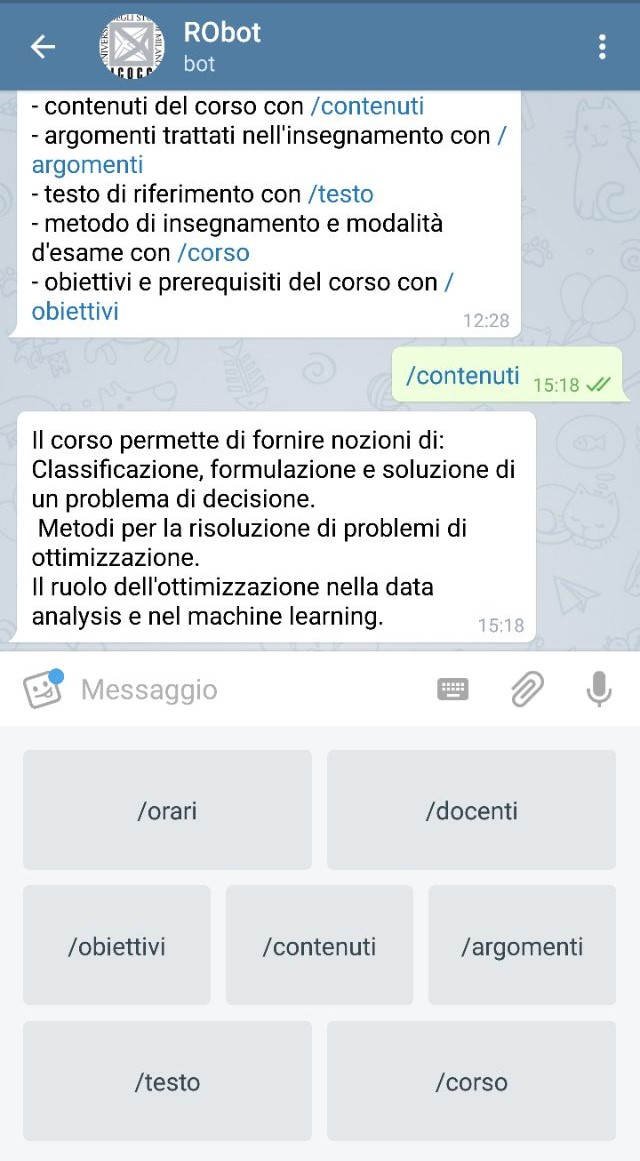 RObot
bot
- contenuti del corso con /contenuti
- argomenti trattati nell'insegnamento con /
argomenti
- testo di riferimento con /testo
- metodo di insegnamento e modalità
d'esame con /corso
- obiettivi e prerequisiti del corso con /
obiettivi
12:28
/contenuti 15:18
Il corso permette di fornire nozioni di:
Classificazione, formulazione e soluzione di
un problema di decisione.
Metodi per la risoluzione di problemi di
ottimizzazione.
Il ruolo dell'ottimizzazione nella data
analysis e nel machine learning.
15:18
Messaggio
/orari /docenti
/obiettivi /contenuti /argomenti
/testo /corso